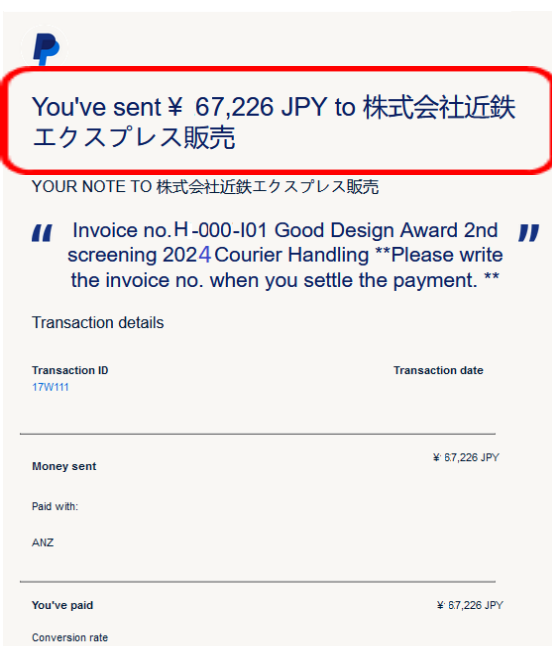 You've sent ¥ 67,226 JPY to 株式会社近鉄
エクスプレス販売
YOUR NOTE TO 株式会社近鉄エクスプレス販売
" Invoice no.H-000-I01 Good Design Award 2nd "
screening 2024 Courier Handling **Please write
the invoice no. when you settle the payment. **
Transaction details
Transaction ID Transaction date
17W111
Money sent ¥ 67,226 JPY
Paid with:
ANZ
You've paid ¥ 67,226 JPY
Conversion rate